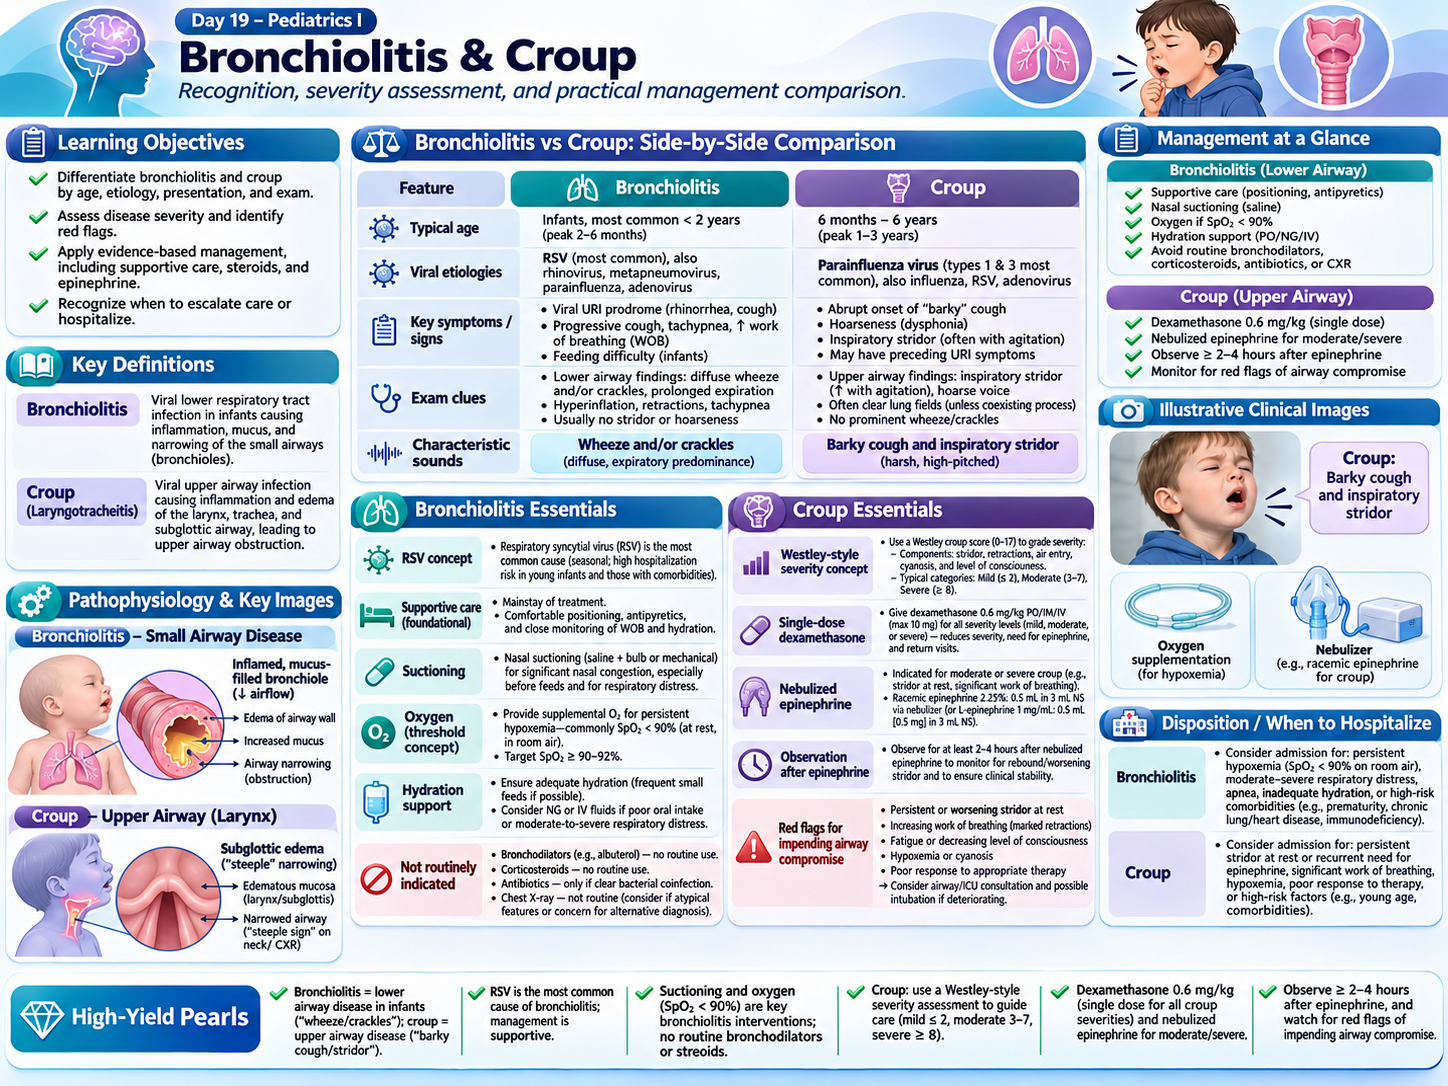 Day 19 – Pediatrics I
Bronchiolitis & Croup
Recognition, severity assessment, and practical management comparison.
Learning Objectives
Differentiate bronchiolitis and croup
by age, etiology, presentation, and exam.
Assess disease severity and identify
red flags.
Apply evidence-based management,
including supportive care, steroids, and
epinephrine.
Recognize when to escalate care or
hospitalize.
Key Definitions
Bronchiolitis
Viral lower respiratory tract
infection in infants causing
inflammation, mucus, and
narrowing of the small airways
(bronchioles).
Croup
(Laryngotracheitis)
Viral upper airway infection
causing inflammation and edema
of the larynx, trachea, and
subglottic airway, leading to
upper airway obstruction.
Pathophysiology & Key Images
Bronchiolitis – Small Airway Disease
Inflamed, mucus-
filled bronchiole
(↓ airflow)
Edema of airway wall
Increased mucus
Airway narrowing
(obstruction)
Croup – Upper Airway (Larynx)
Subglottic edema
("steeple" narrowing)
Edematous mucosa
(larynx/subglottis)
Narrowed airway
("steeple sign" on
neck/ CXR)
Bronchiolitis vs Croup: Side-by-Side Comparison
Feature
Bronchiolitis
Croup
Typical age
Infants, most common < 2 years
(peak 2–6 months)
6 months – 6 years
(peak 1–3 years)
Viral etiologies
RSV (most common), also
rhinovirus, metapneumovirus,
parainfluenza, adenovirus
Parainfluenza virus (types 1 & 3 most
common), also influenza, RSV, adenovirus
Key symptoms /
signs
• Viral URI prodrome (rhinorrhea, cough)
• Progressive cough, tachypnea, ↑ work
of breathing (WOB)
• Feeding difficulty (infants)
• Abrupt onset of "barky" cough
• Hoarseness (dysphonia)
• Inspiratory stridor (often with agitation)
• May have preceding URI symptoms
Exam clues
• Lower airway findings: diffuse wheeze
and/or crackles, prolonged expiration
• Hyperinflation, retractions, tachypnea
• Usually no stridor or hoarseness
• Upper airway findings: inspiratory stridor
(↑ with agitation), hoarse voice
• Often clear lung fields (unless coexisting process)
• No prominent wheeze/crackles
Characteristic
sounds
Wheeze and/or crackles
(diffuse, expiratory predominance)
Barky cough and inspiratory stridor
(harsh, high-pitched)
Bronchiolitis Essentials
RSV concept
• Respiratory syncytial virus (RSV) is the most
common cause (seasonal; high hospitalization
risk in young infants and those with comorbidities).
Supportive care
(foundational)
• Mainstay of treatment.
• Comfortable positioning, antipyretics,
and close monitoring of WOB and hydration.
Suctioning
• Nasal suctioning (saline + bulb or mechanical)
for significant nasal congestion, especially
before feeds and for respiratory distress.
O₂
Oxygen
(threshold
concept)
• Provide supplemental O₂ for persistent
hypoxemia—commonly SpO₂ < 90% (at rest,
in room air).
• Target SpO₂ ≥ 90–92%.
Hydration
support
• Ensure adequate hydration (frequent small
feeds if possible).
• Consider NG or IV fluids if poor oral intake
or moderate-to-severe respiratory distress.
Not routinely
indicated
• Bronchodilators (e.g., albuterol) — no routine use.
• Corticosteroids — no routine use.
• Antibiotics — only if clear bacterial coinfection.
• Chest X-ray — not routine (consider if atypical
features or concern for alternative diagnosis).
Croup Essentials
Westley-style
severity concept
• Use a Westley croup score (0–17) to grade severity:
– Components: stridor, retractions, air entry,
cyanosis, and level of consciousness.
– Typical categories: Mild (≤ 2), Moderate (3–7),
Severe (≥ 8).
Single-dose
dexamethasone
• Give dexamethasone 0.6 mg/kg PO/IM/IV
(max 10 mg) for all severity levels (mild, moderate,
or severe) — reduces severity, need for epinephrine,
and return visits.
Nebulized
epinephrine
• Indicated for moderate or severe croup (e.g.,
stridor at rest, significant work of breathing).
• Racemic epinephrine 2.25%: 0.5 mL in 3 mL NS
via nebulizer (or L-epinephrine 1 mg/mL: 0.5 mL
[0.5 mg] in 3 mL NS).
Observation
after epinephrine
• Observe for at least 2–4 hours after nebulized
epinephrine to monitor for rebound/worsening
stridor and to ensure clinical stability.
Red flags for
impending airway
compromise
• Persistent or worsening stridor at rest
• Increasing work of breathing (marked retractions)
• Fatigue or decreasing level of consciousness
• Hypoxemia or cyanosis
• Poor response to appropriate therapy
→ Consider airway/ICU consultation and possible
intubation if deteriorating.
Management at a Glance
Bronchiolitis (Lower Airway)
Supportive care (positioning, antipyretics)
Nasal suctioning (saline)
Oxygen if SpO₂ < 90%
Hydration support (PO/NG/IV)
Avoid routine bronchodilators,
corticosteroids, antibiotics, or CXR
Croup (Upper Airway)
Dexamethasone 0.6 mg/kg (single dose)
Nebulized epinephrine for moderate/severe
Observe ≥ 2–4 hours after epinephrine
Monitor for red flags of airway compromise
Illustrative Clinical Images
Croup:
Barky cough
and inspiratory
stridor
Oxygen
supplementation
(for hypoxemia)
Nebulizer
(e.g., racemic epinephrine
for croup)
Disposition / When to Hospitalize
Bronchiolitis
• Consider admission for: persistent
hypoxemia (SpO₂ < 90% on room air),
moderate–severe respiratory distress,
apnea, inadequate hydration, or high-risk
comorbidities (e.g., prematurity, chronic
lung/heart disease, immunodeficiency).
Croup
• Consider admission for: persistent
stridor at rest or recurrent need for
epinephrine, significant work of breathing,
hypoxemia, poor response to therapy,
or high-risk factors (e.g., young age,
comorbidities).
High-Yield Pearls
Bronchiolitis = lower
airway disease in infants
("wheeze/crackles"); croup =
upper airway disease ("barky
cough/stridor").
RSV is the most common
cause of bronchiolitis;
management is
supportive.
Suctioning and oxygen
(SpO₂ < 90%) are key
bronchiolitis interventions;
no routine bronchodilators
or streoids.
Croup: use a Westley-style
severity assessment to guide
care (mild ≤ 2, moderate 3–7,
severe ≥ 8).
Dexamethasone 0.6 mg/kg
(single dose for all croup
severities) and nebulized
epinephrine for moderate/severe.
Observe ≥ 2–4 hours
after epinephrine, and
watch for red flags of
impending airway compromise.